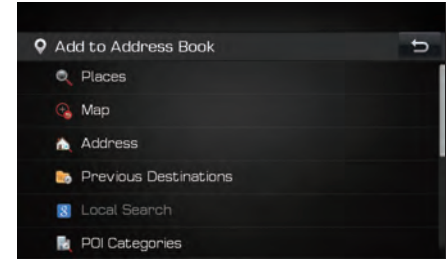 Add to Address Book
Places
Map
Address
Previous Destinations
Local Search
POI Categories